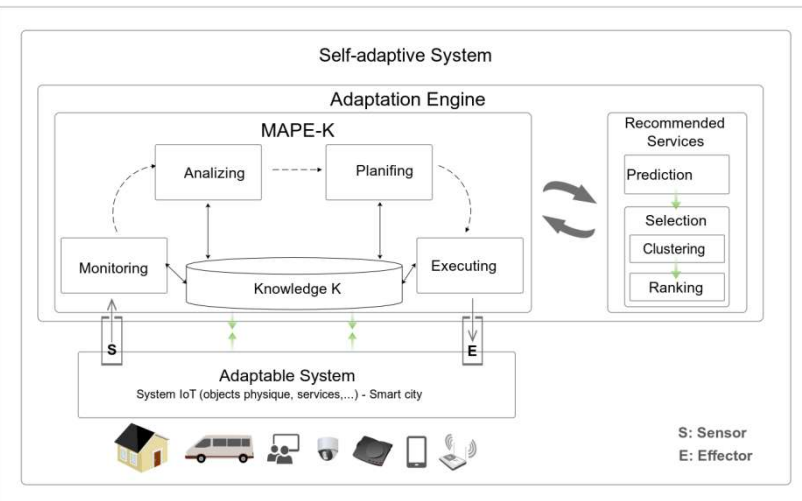 Self-adaptive System
Adaptation Engine
MAPE-K
Analizing
Planifing
Monitoring
Executing
Knowledge K
Recommended
Services
Prediction
Selection
Clustering
Ranking
S
E
Adaptable System
System IoT (objects physique, services,...) - Smart city
S: Sensor
E: Effector